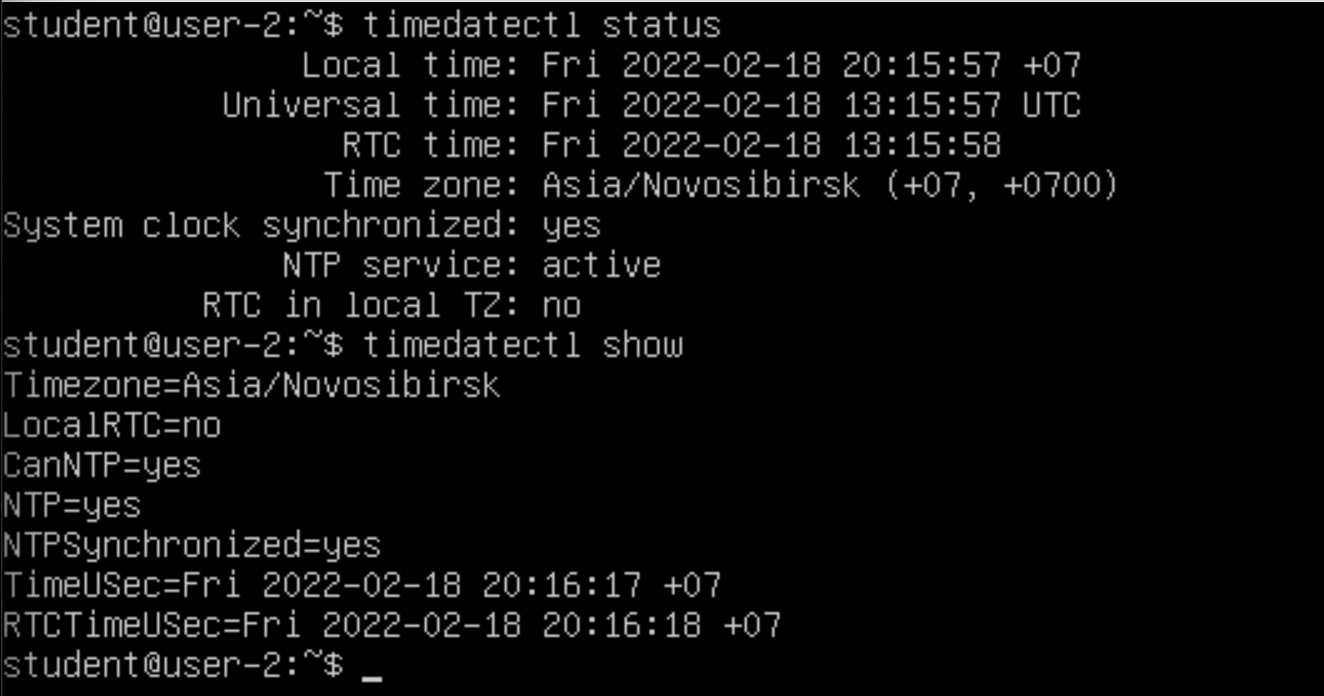 student@user-2:~$ timedatectl status
Local time: Fri 2022-02-18 20:15:57 +07
Universal time: Fri 2022-02-18 13:15:57 UTC
RTC time: Fri 2022-02-18 13:15:58
Time zone: Asia/Novosibirsk (+07, +0700)
System clock synchronized: yes
NTP service: active
RTC in local TZ: no
student@user-2:~$ timedatectl show
Timezone=Asia/Novosibirsk
LocalRTC=no
CanNTP=yes
NTP=yes
NTPSynchronized=yes
TimeUSec=Fri 2022-02-18 20:16:17 +07
RTCTimeUSec=Fri 2022-02-18 20:16:18 +07
student@user-2:~$ _